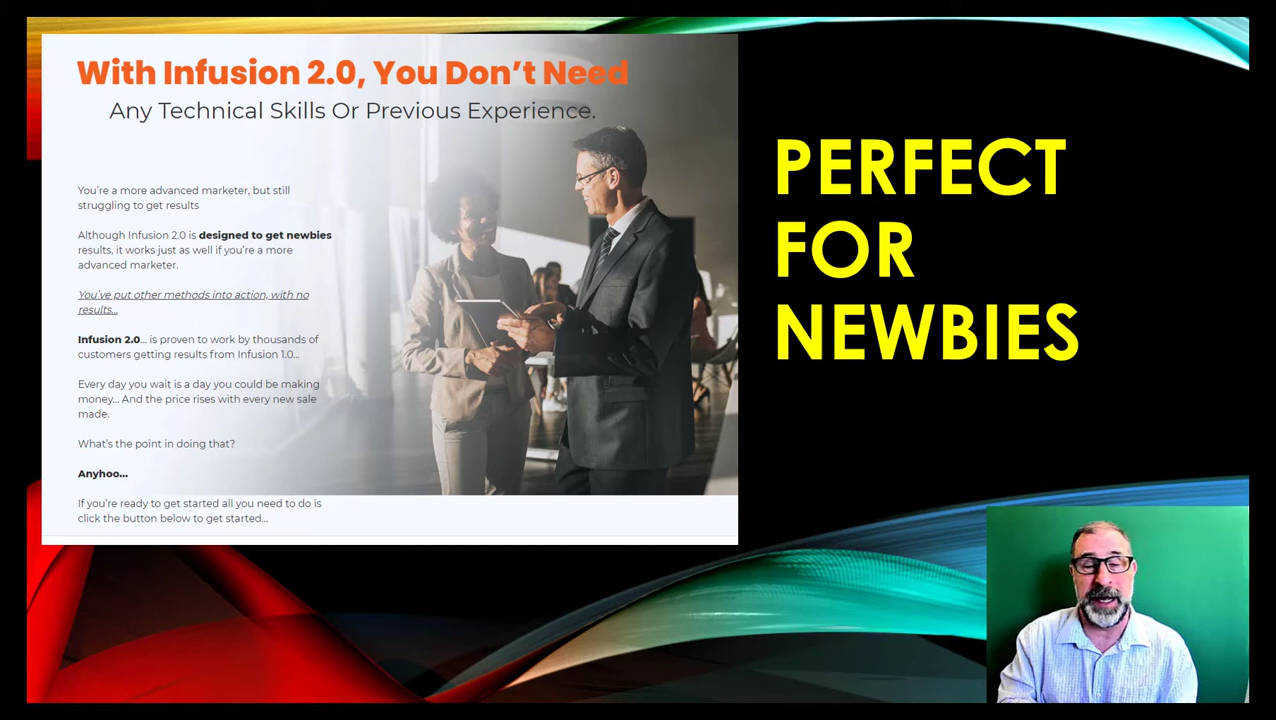 With Infusion 2.0, You Don't Need
Any Technical Skills Or Previous Experience.
You're a more advanced marketer, but still
struggling to get results
Although Infusion 2.0 is designed to get newbies
results, it works just as well if you're a more
advanced marketer.
You've put other methods into action, with no
results...
Infusion 2.0... is proven to work by thousands of
customers getting results from Infusion 1.0...
Every day you wait is a day you could be making
money... And the price rises with every new sale
made.
What's the point in doing that?
Anyhoo...
If you're ready to get started all you need to do is
click the button below to get started...
PERFECT
FOR
NEWBIES